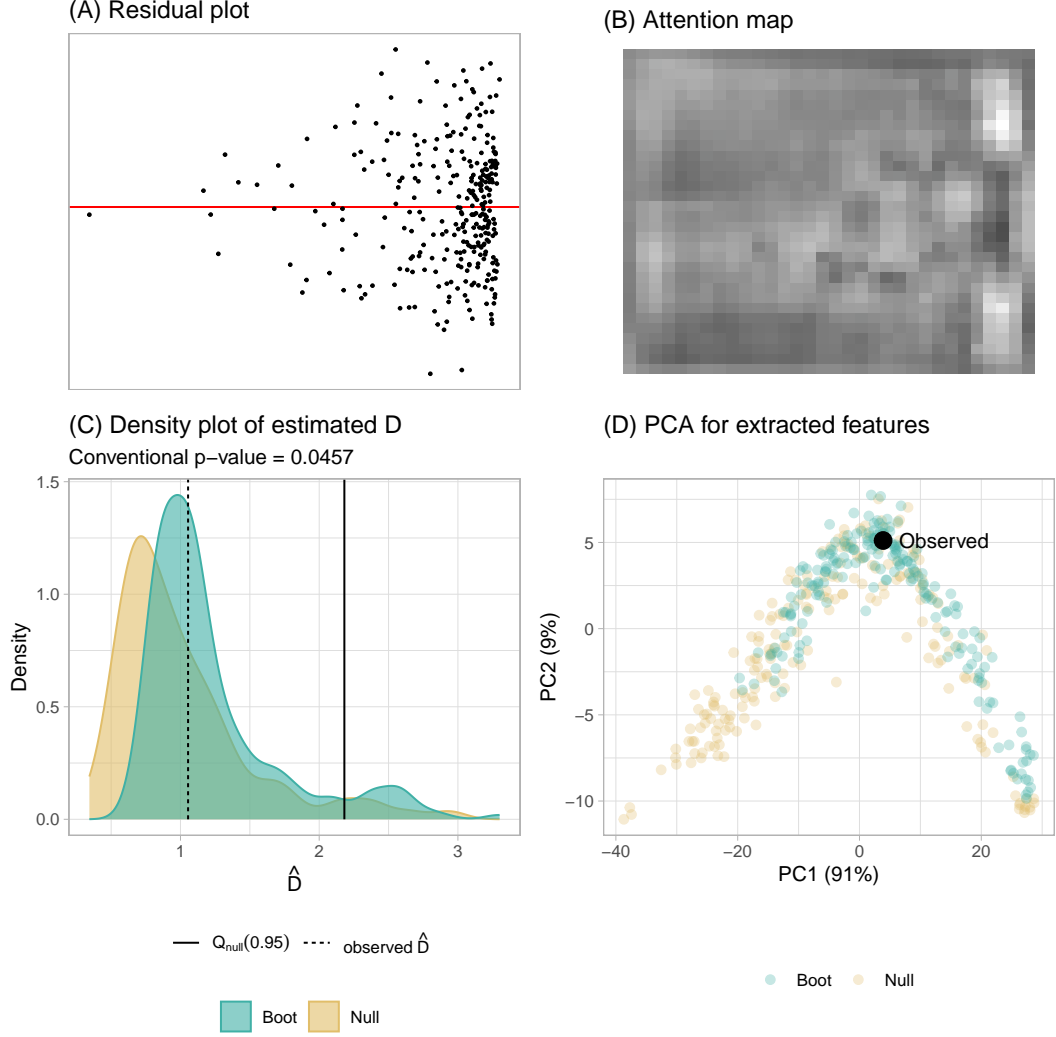 (A) Residual plot
(B) Attention map
(C) Density plot of estimated D
Conventional p−value = 0.0457
1.5
1.0
0.5
0.0
Density
1
2
3
D̂
Q_null(0.95)
observed D̂
Boot
Null
(D) PCA for extracted features
Observed
5
0
−5
−10
PC2 (9%)
−40
−20
0
20
PC1 (91%)
Boot
Null